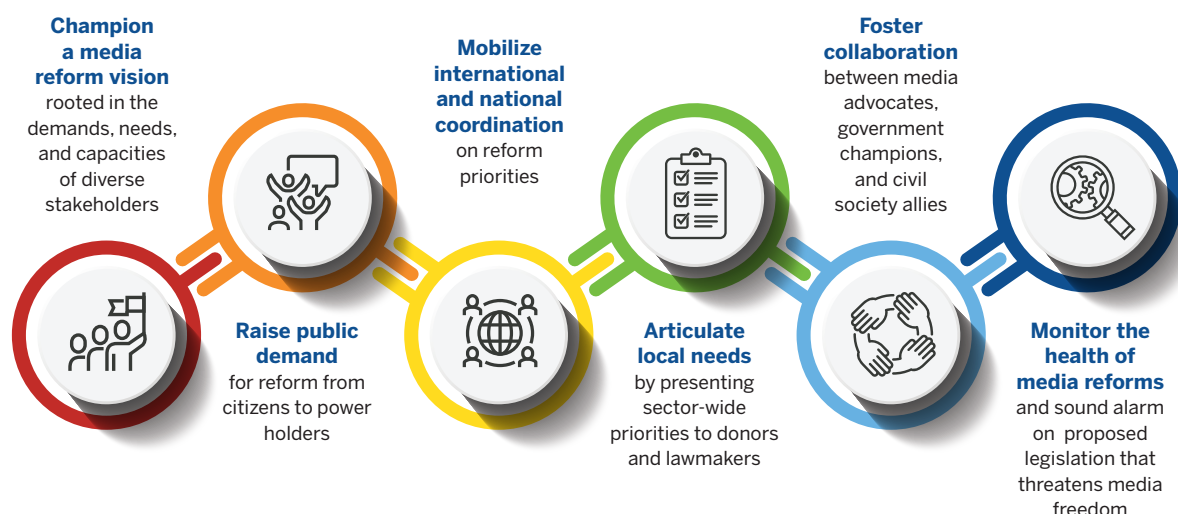 Champion
a media
reform vision
rooted in the
demands, needs,
and capacities
of diverse
stakeholders
Raise public
demand
for reform from
citizens to power
holders
Mobilize
international
and national
coordination
on reform
priorities
Articulate
local needs
by presenting
sector-wide
priorities to donors
and lawmakers
Foster
collaboration
between media
advocates,
government
champions,
and civil
society allies
Monitor the
health of
media reforms
and sound alarm
on proposed
legislation that
threatens media
freedom